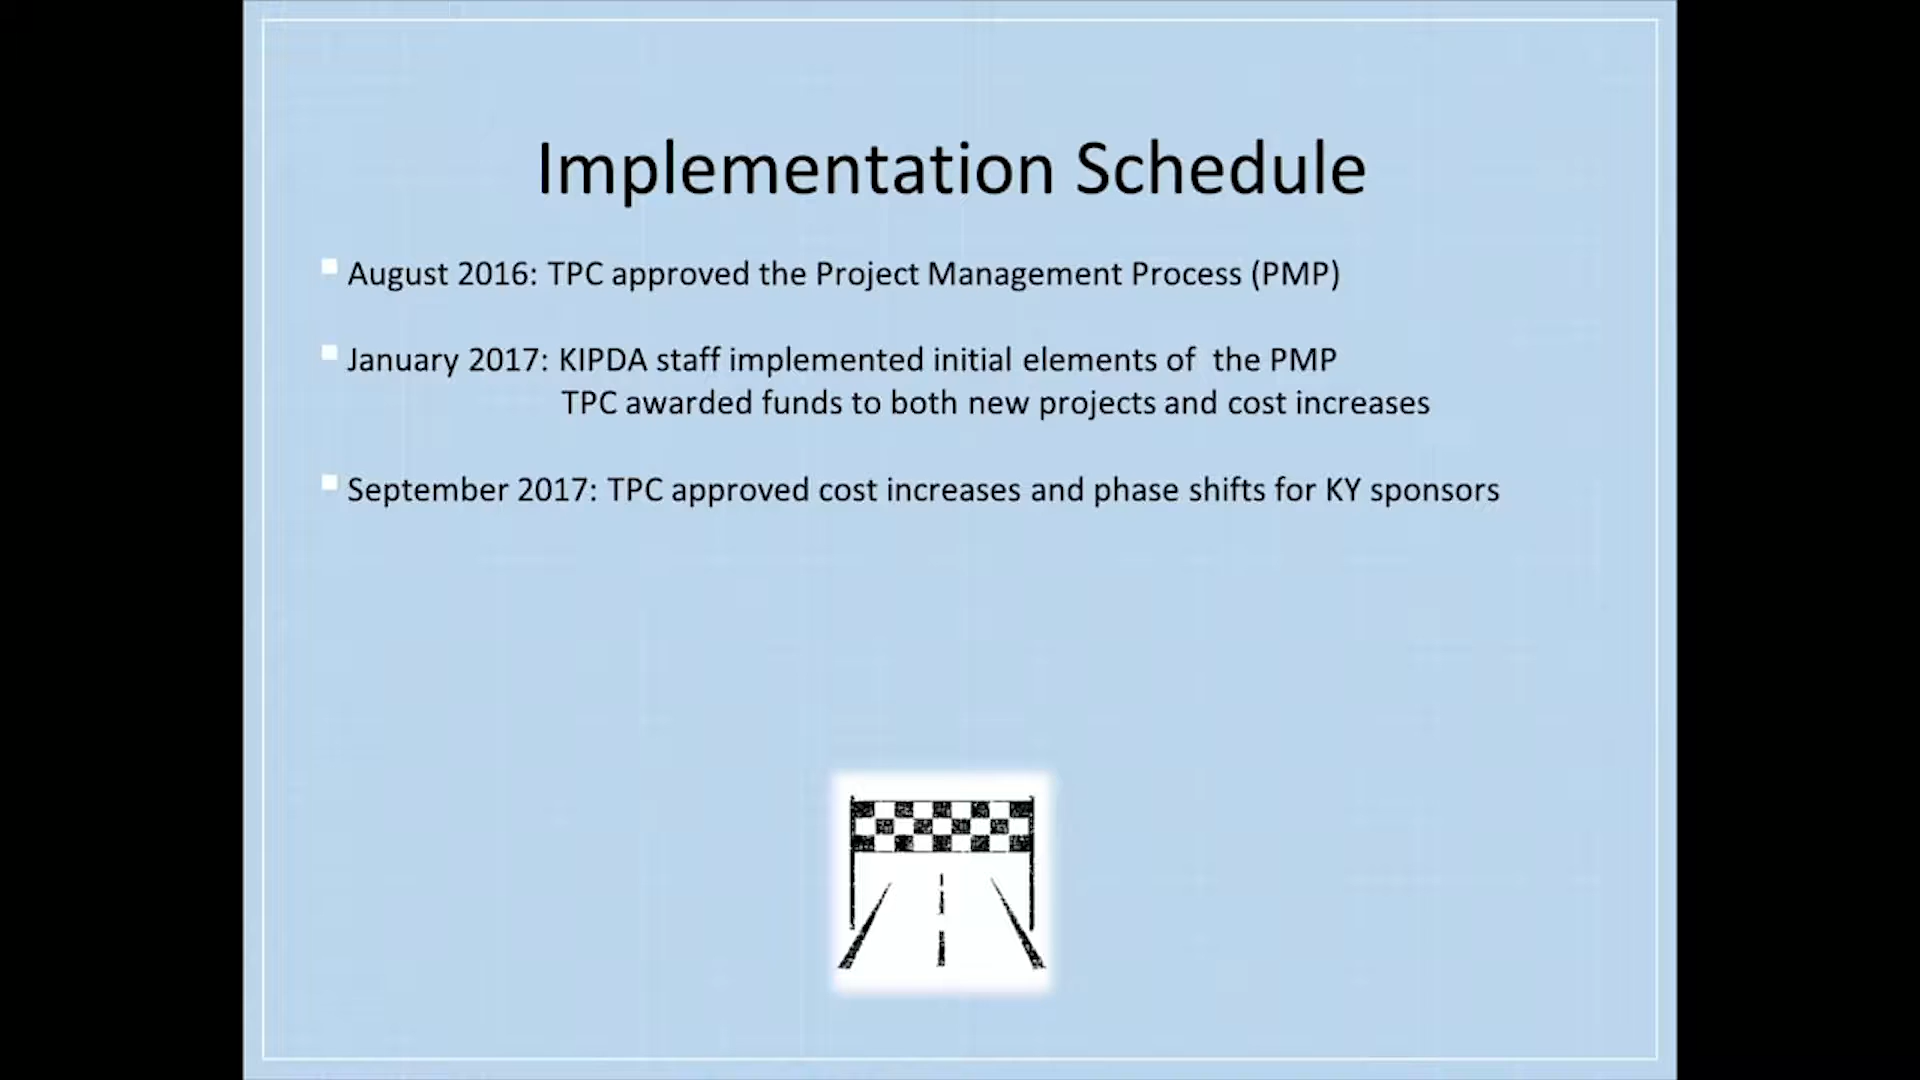 Implementation Schedule
August 2016: TPC approved the Project Management Process (PMP)
January 2017: KIPDA staff implemented initial elements of  the PMP
TPC awarded funds to both new projects and cost increases
September 2017: TPC approved cost increases and phase shifts for KY sponsors